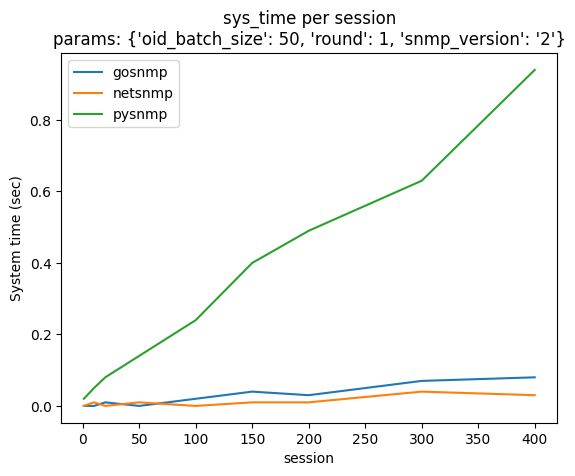 sys_time per session
params: {'oid_batch_size': 50, 'round': 1, 'snmp_version': '2'}
gosnmp
netsnmp
pysnmp
System time (sec)
0.8
0.6
0.4
0.2
0.0
0 50 100 150 200 250 300 350 400
session